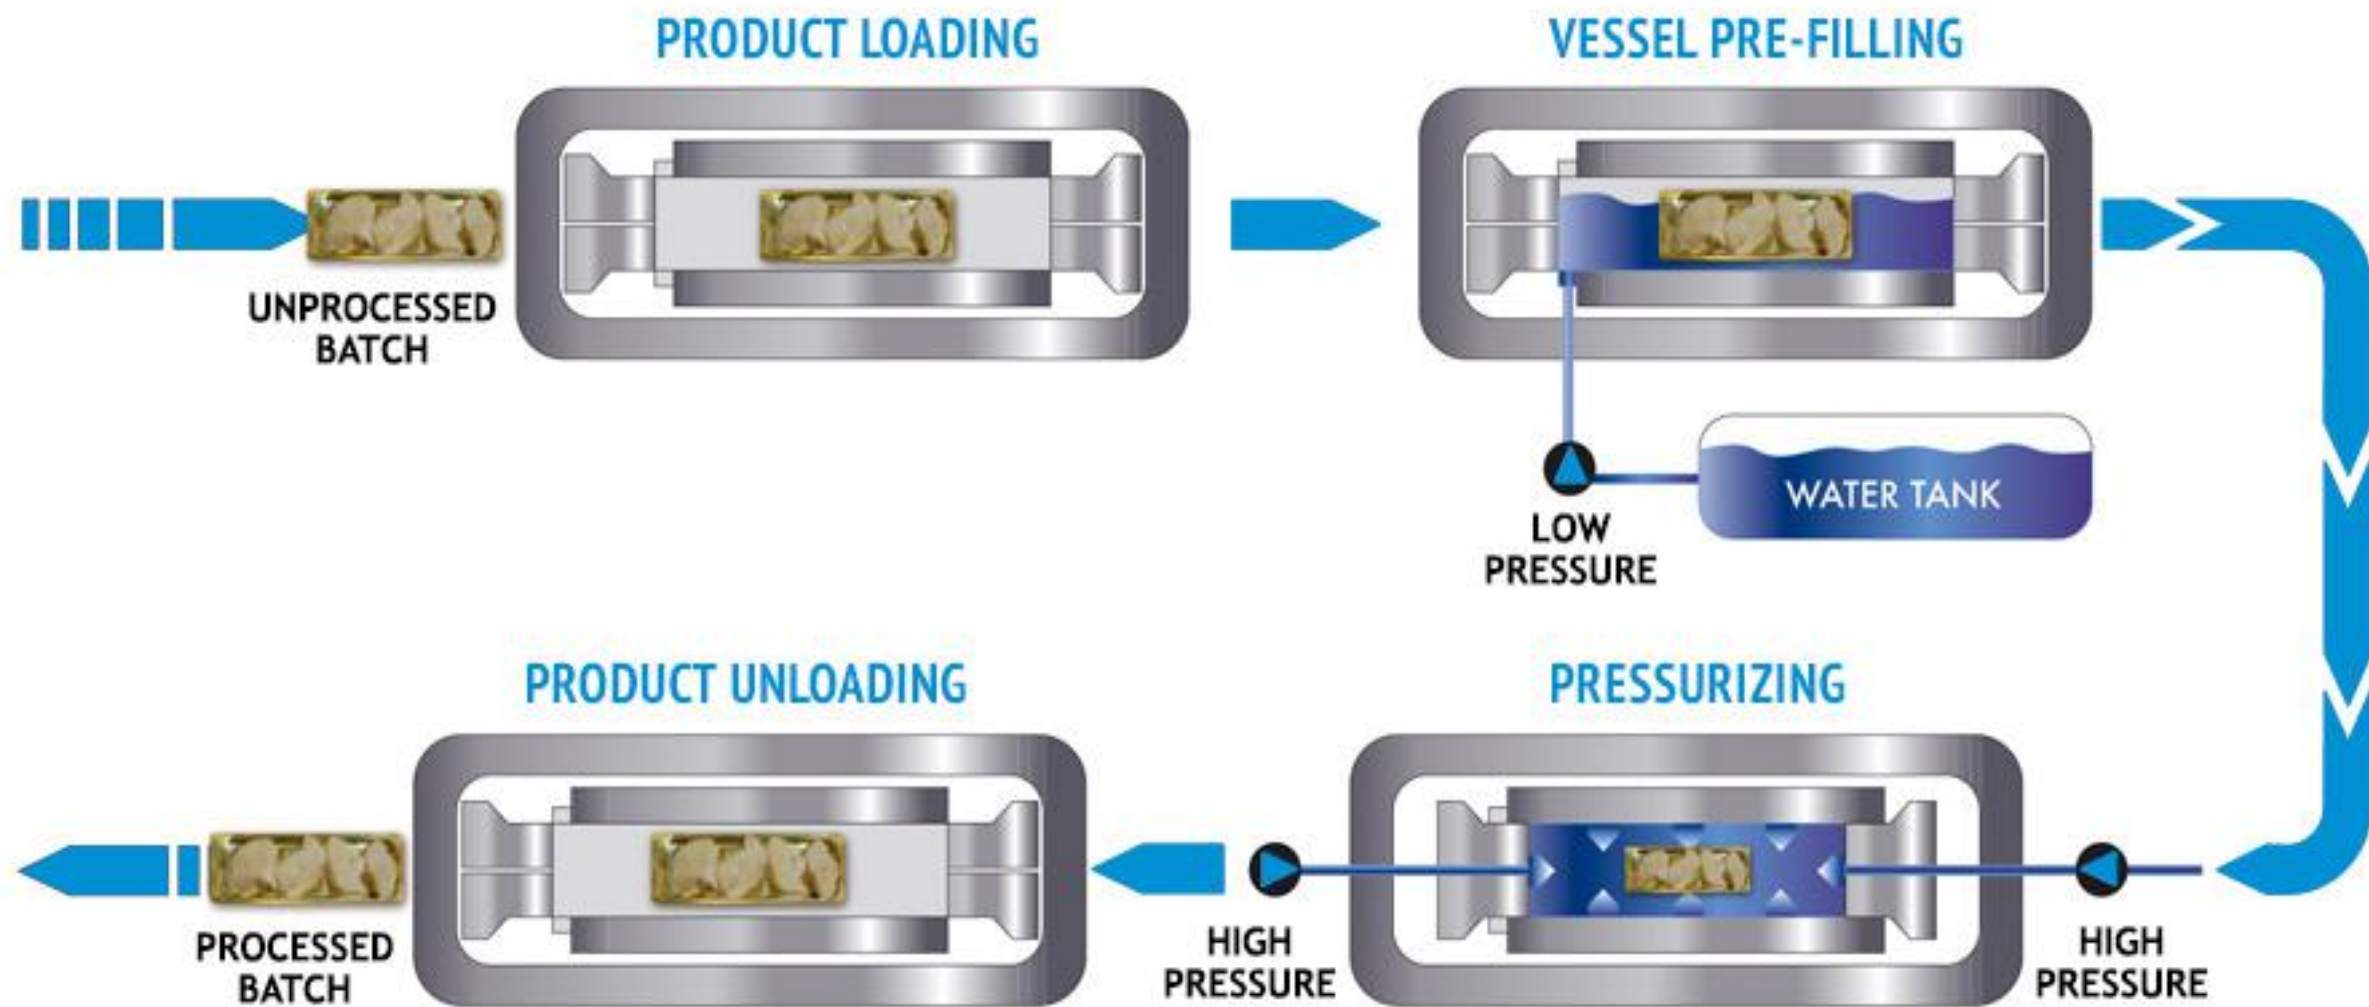 PRODUCT LOADING
VESSEL PRE-FILLING
UNPROCESSED
BATCH
WATER TANK
LOW
PRESSURE
PRODUCT UNLOADING
PRESSURIZING
PROCESSED
BATCH
HIGH
PRESSURE
HIGH
PRESSURE